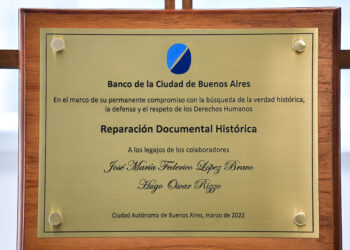 Banco de la Ciudad de Buenos Aires
En el marco de su permanente compromiso con la búsqueda de la verdad histórica,
la defensa y el respeto de los Derechos Humanos
Reparación Documental Histórica
A los legajos de los colaboradores
José María Federico López Bravo
Hugo Oscar Rizzo
Ciudad Autónoma de Buenos Aires, marzo de 2022